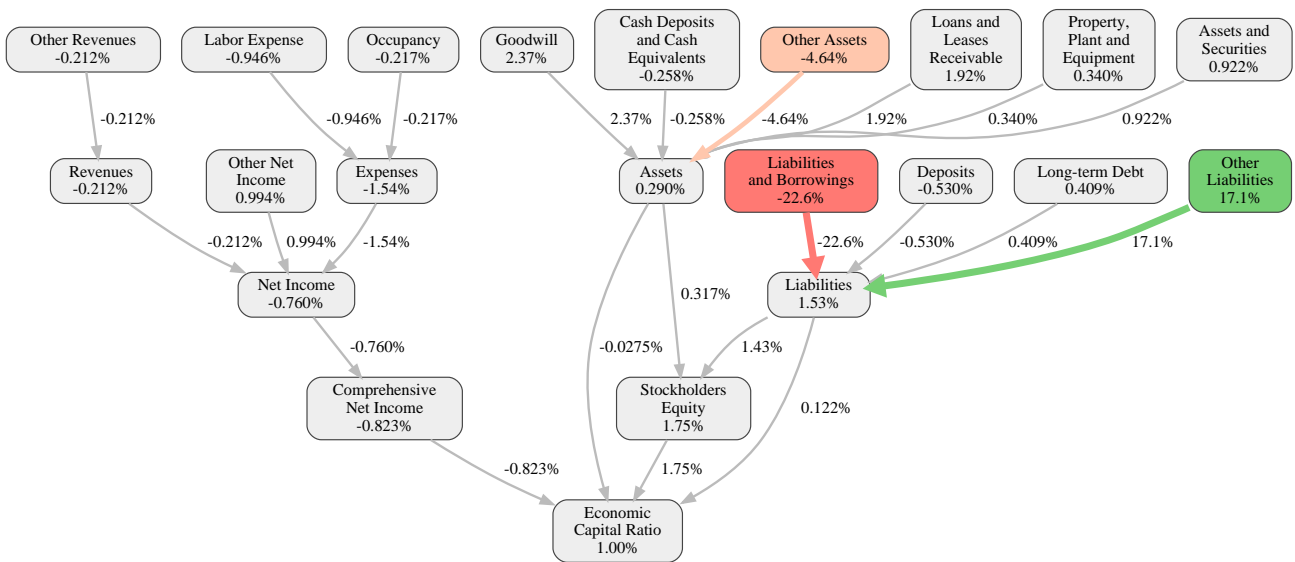 Other Revenues
-0.212%
Labor Expense
-0.946%
Occupancy
-0.217%
Goodwill
2.37%
Cash Deposits
and Cash
Equivalents
-0.258%
Other Assets
-4.64%
Loans and
Leases
Receivable
1.92%
Property,
Plant and
Equipment
0.340%
Assets and
Securities
0.922%
-0.212%
-0.946%
-0.217%
2.37%
-0.258%
-4.64%
1.92%
0.340%
0.922%
Revenues
-0.212%
Other Net
Income
0.994%
Expenses
-1.54%
Assets
0.290%
Liabilities
and Borrowings
-22.6%
Deposits
-0.530%
Long-term Debt
0.409%
Other
Liabilities
17.1%
-0.212%
0.994%
-1.54%
-22.6%
-0.530%
0.409%
17.1%
Net Income
-0.760%
0.317%
Liabilities
1.53%
-0.760%
-0.0275%
1.43%
Comprehensive
Net Income
-0.823%
Stockholders
Equity
1.75%
0.122%
-0.823%
1.75%
Economic
Capital Ratio
1.00%